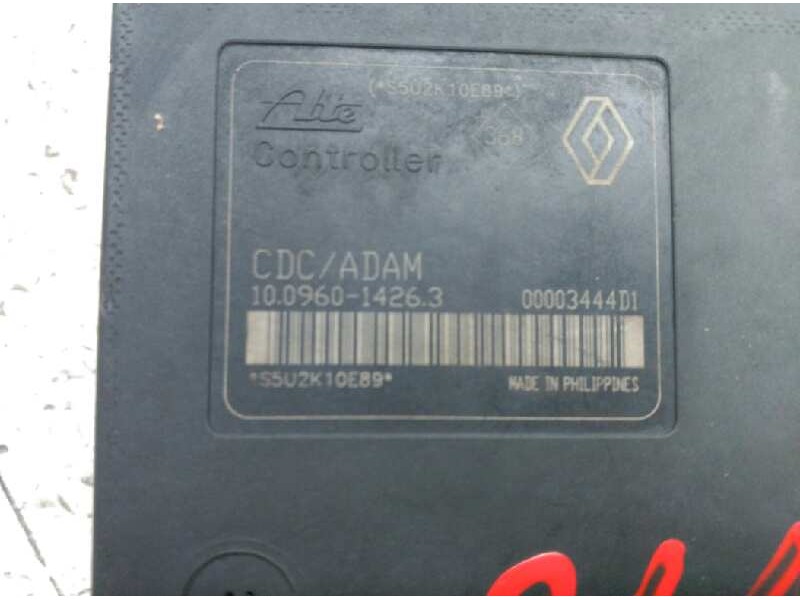 (*S5U2K10E89*)
Ate
Controller
368
CDC/ADAM
10.0960-1426.3 00003444D1
*S5U2K10E89*
MADE IN PHILIPPINES